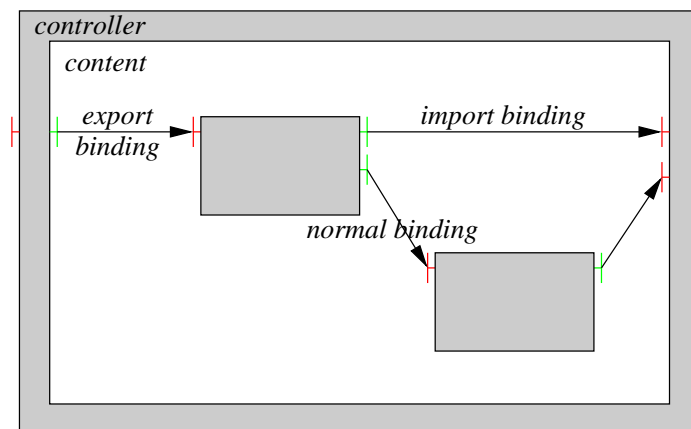 controller
content
export
binding
import binding
normal binding